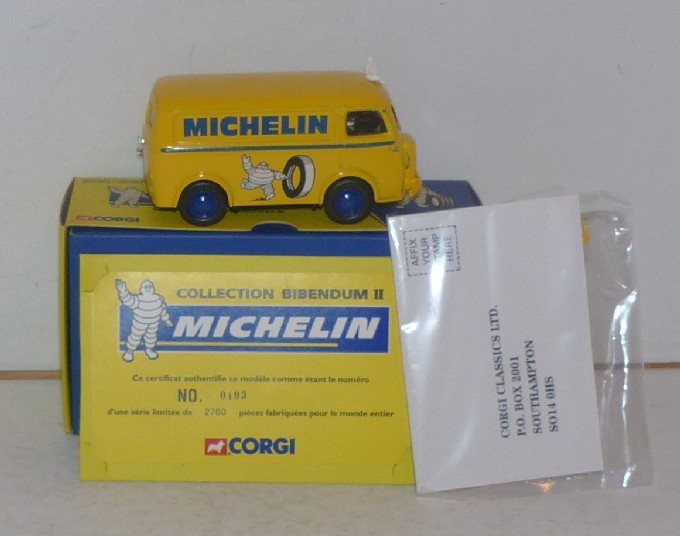 MICHELIN
CORGI
COLLECTION BIBENDUM II
MICHELIN
Ce certificat authentifie ce modèle comme étant le numéro
NO. 0193
d'une série limitée de 2700 pièces fabriquées pour le monde entier
CORGI
AFFIX
YOUR
STAMP
HERE
CORGI CLASSICS LTD.
P.O. BOX 2001
SOUTHAMPTON
SO14 0HS